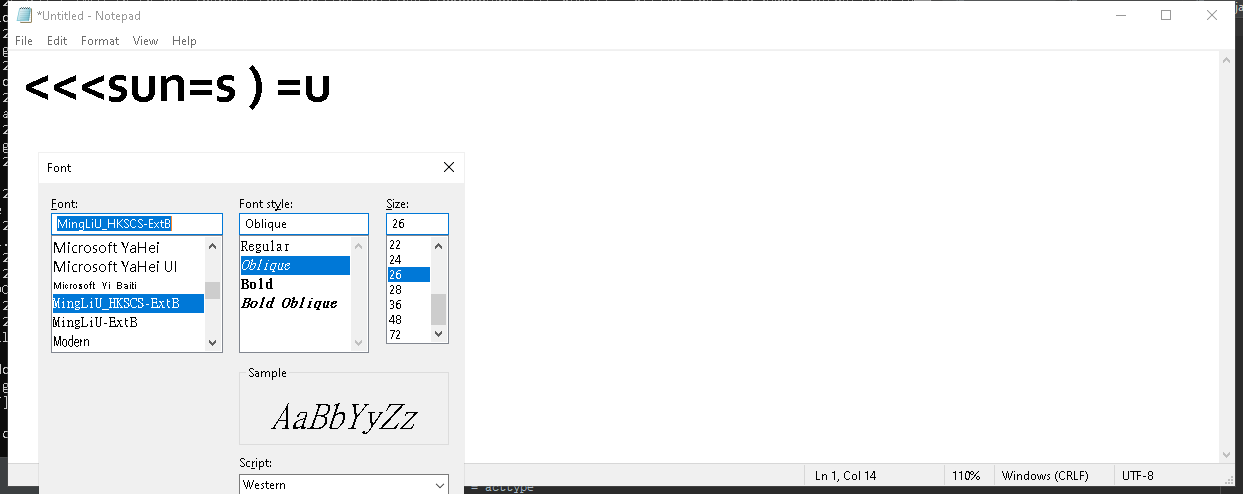 *Untitled - Notepad
File Edit Format View Help
<<<sun=s ) =u
Font
Font: Font style: Size:
MingLiU_HKSCS-ExtB Oblique 26
Microsoft YaHei Regular 22
Microsoft YaHei UI Oblique 24
Microsoft Yi Baiti Bold 26
MingLiU_HKSCS-ExtB Bold Oblique 28
MingLiU-ExtB 36
Modern 48
72
Sample
AaBbYyZz
Script:
Western
Ln 1, Col 14 110% Windows (CRLF) UTF-8
= acctype